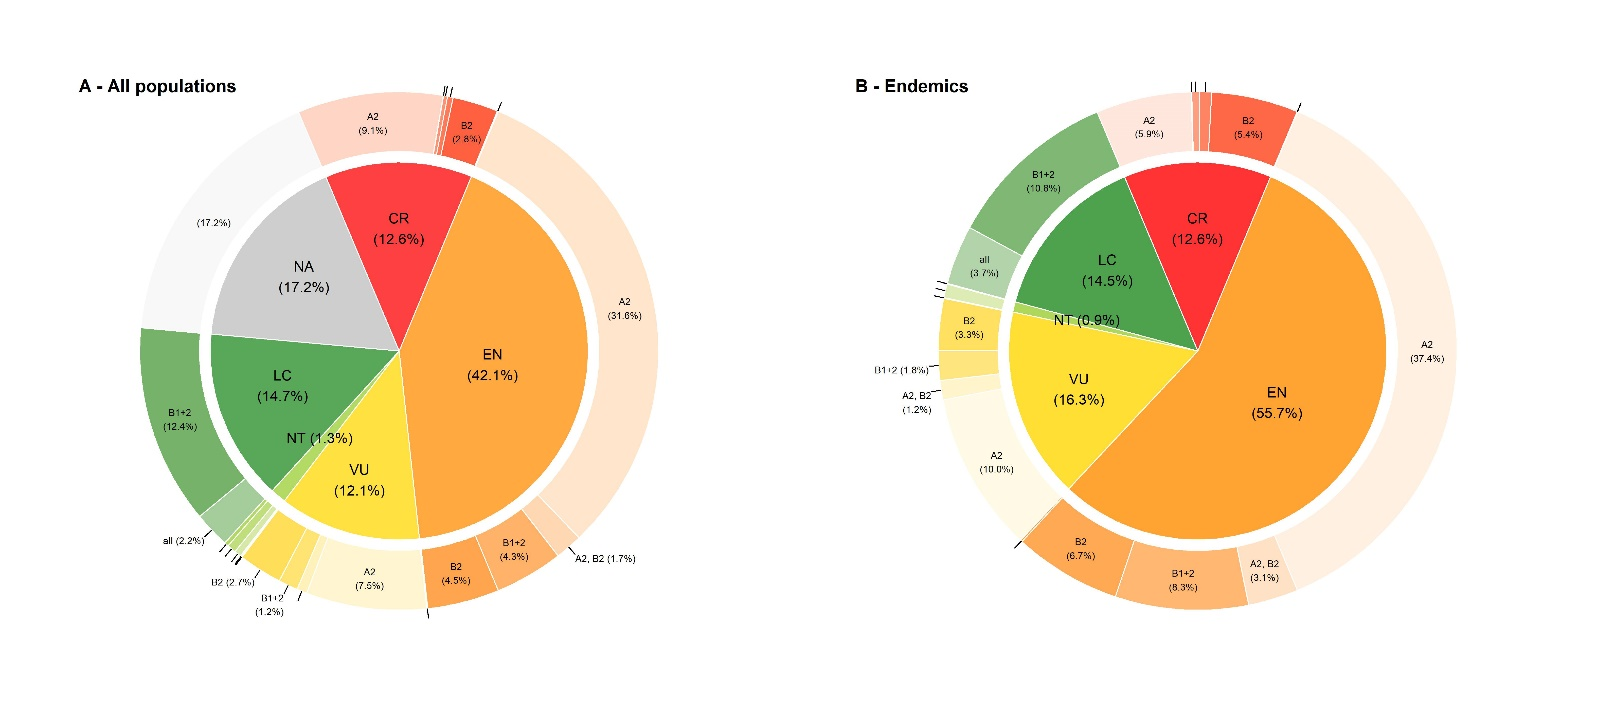 A - All populations
A2
(9.1%)
B2
(2.8%)
(17.2%)
CR
(12.6%)
NA
(17.2%)
A2
(31.6%)
EN
(42.1%)
LC
(14.7%)
B1+2
(12.4%)
NT (1.3%)
VU
(12.1%)
all (2.2%)
B2 (2.7%)
B1+2
(1.2%)
A2
(7.5%)
B2
(4.5%)
B1+2
(4.3%)
A2, B2 (1.7%)
B - Endemics
A2
(5.9%)
B2
(5.4%)
B1+2
(10.8%)
CR
(12.6%)
all
(3.7%)
LC
(14.5%)
NT (0.9%)
B2
(3.3%)
A2
(37.4%)
B1+2 (1.8%)
VU
(16.3%)
A2, B2
(1.2%)
EN
(55.7%)
A2
(10.0%)
B2
(6.7%)
B1+2
(8.3%)
A2, B2
(3.1%)